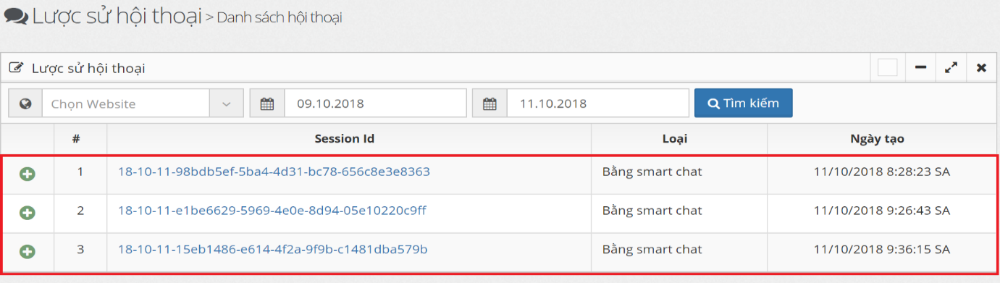 Lược sử hội thoại > Danh sách hội thoại
Lược sử hội thoại
Chọn Website 09.10.2018 11.10.2018 Tìm kiếm
# Session Id Loại Ngày tạo
1 18-10-11-98bdb5ef-5ba4-4d31-bc78-656c8e3e8363 Bằng smart chat 11/10/2018 8:28:23 SA
2 18-10-11-e1be6629-5969-4e0e-8d94-05e10220c9ff Bằng smart chat 11/10/2018 9:26:43 SA
3 18-10-11-15eb1486-e614-4f2a-9f9b-c1481dba579b Bằng smart chat 11/10/2018 9:36:15 SA